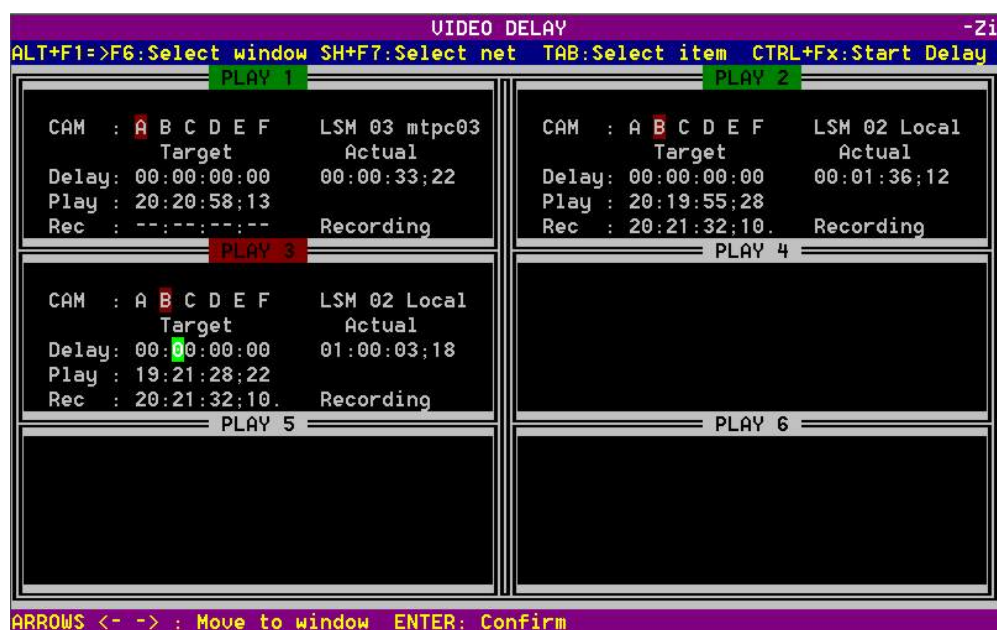 VIDEO DELAY -Zi
ALT+F1=>F6:Select window SH+F7:Select net TAB:Select item CTRL+Fx:Start Delay
PLAY 1
CAM : A B C D E F LSM 03 mtpc03
Target Actual
Delay: 00:00:00:00 00:00:33;22
Play : 20:20:58;13
Rec : --:--:--:-- Recording
PLAY 2
CAM : A B C D E F LSM 02 Local
Target Actual
Delay: 00:00:00:00 00:01:36;12
Play : 20:19:55;28
Rec : 20:21:32;10. Recording
PLAY 3
CAM : A B C D E F LSM 02 Local
Target Actual
Delay: 00:00:00:00 01:00:03;18
Play : 19:21:28;22
Rec : 20:21:32;10. Recording
PLAY 4
PLAY 5
PLAY 6
ARROWS <- -> : Move to window ENTER: Confirm